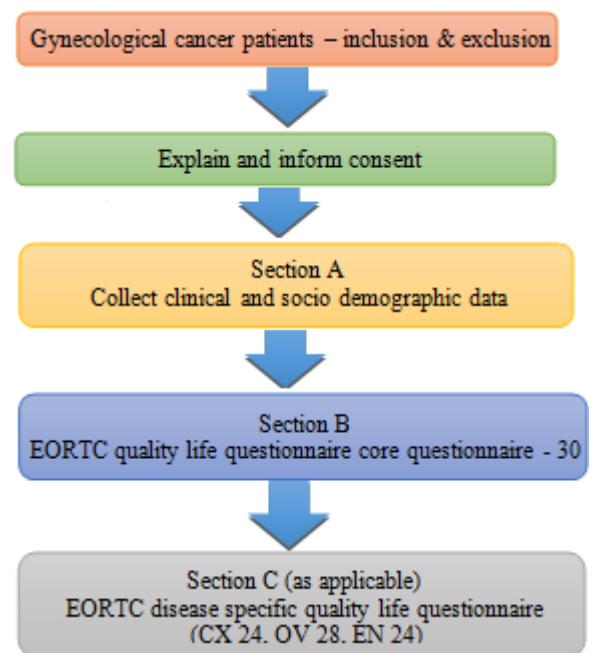 Gynecological cancer patients – inclusion & exclusion
Explain and inform consent
Section A
Collect clinical and socio demographic data
Section B
EORTC quality life questionnaire core questionnaire - 30
Section C (as applicable)
EORTC disease specific quality life questionnaire
(CX 24, OV 28, EN 24)